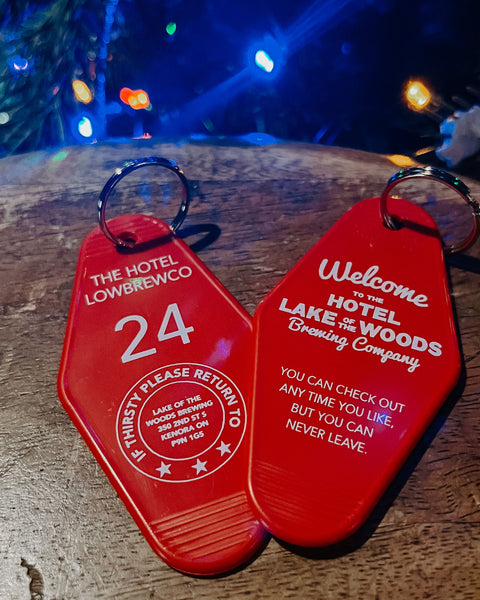 THE HOTEL
LOWBREWCO
24
IF THIRSTY PLEASE RETURN TO
LAKE OF THE
WOODS BREWING
350 2ND ST S
KENORA ON
P9N 1G5
Welcome
TO THE
HOTEL
LAKE OF THE WOODS
Brewing Company
YOU CAN CHECK OUT
ANY TIME YOU LIKE,
BUT YOU CAN
NEVER LEAVE.